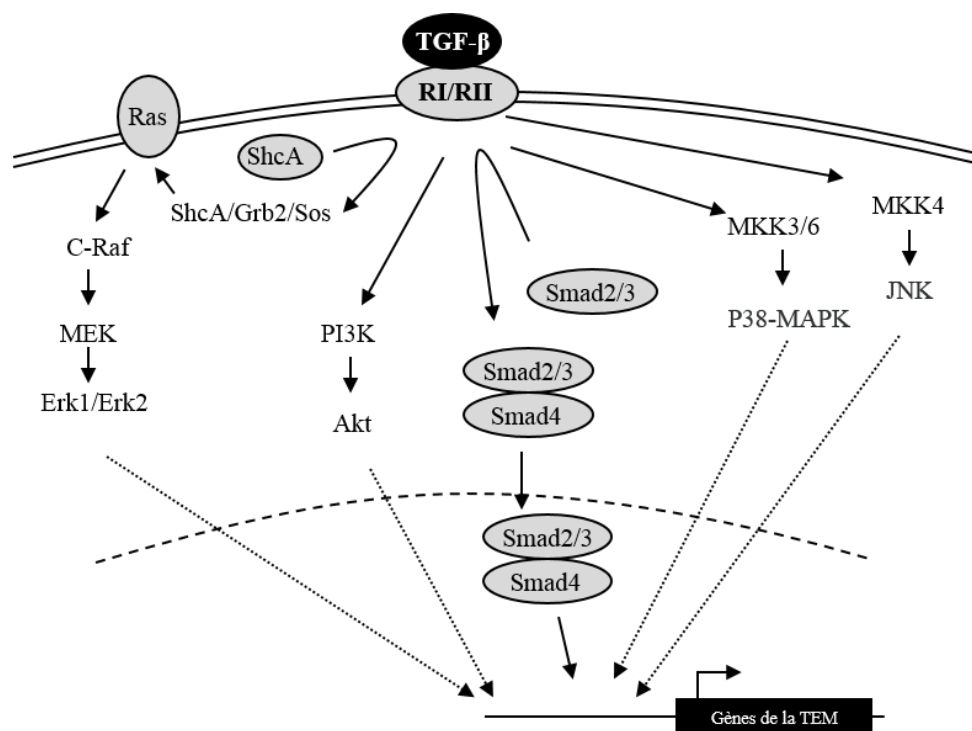 TGF-β
RI/RII
Ras
ShcA
ShcA/Grb2/Sos
MKK3/6
MKK4
C-Raf
Smad2/3
JNK
P38-MAPK
MEK
PI3K
Smad2/3
Erk1/Erk2
Akt
Smad4
Smad2/3
Smad4
Gènes de la TEM